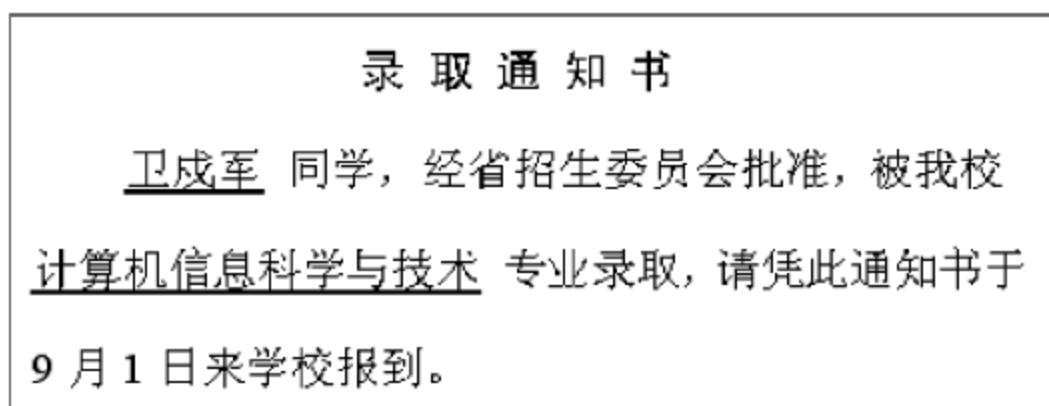 录取通知书
卫成军 同学，经省招生委员会批准，被我校
计算机信息科学与技术 专业录取，请凭此通知书于
9 月 1 日来学校报到。